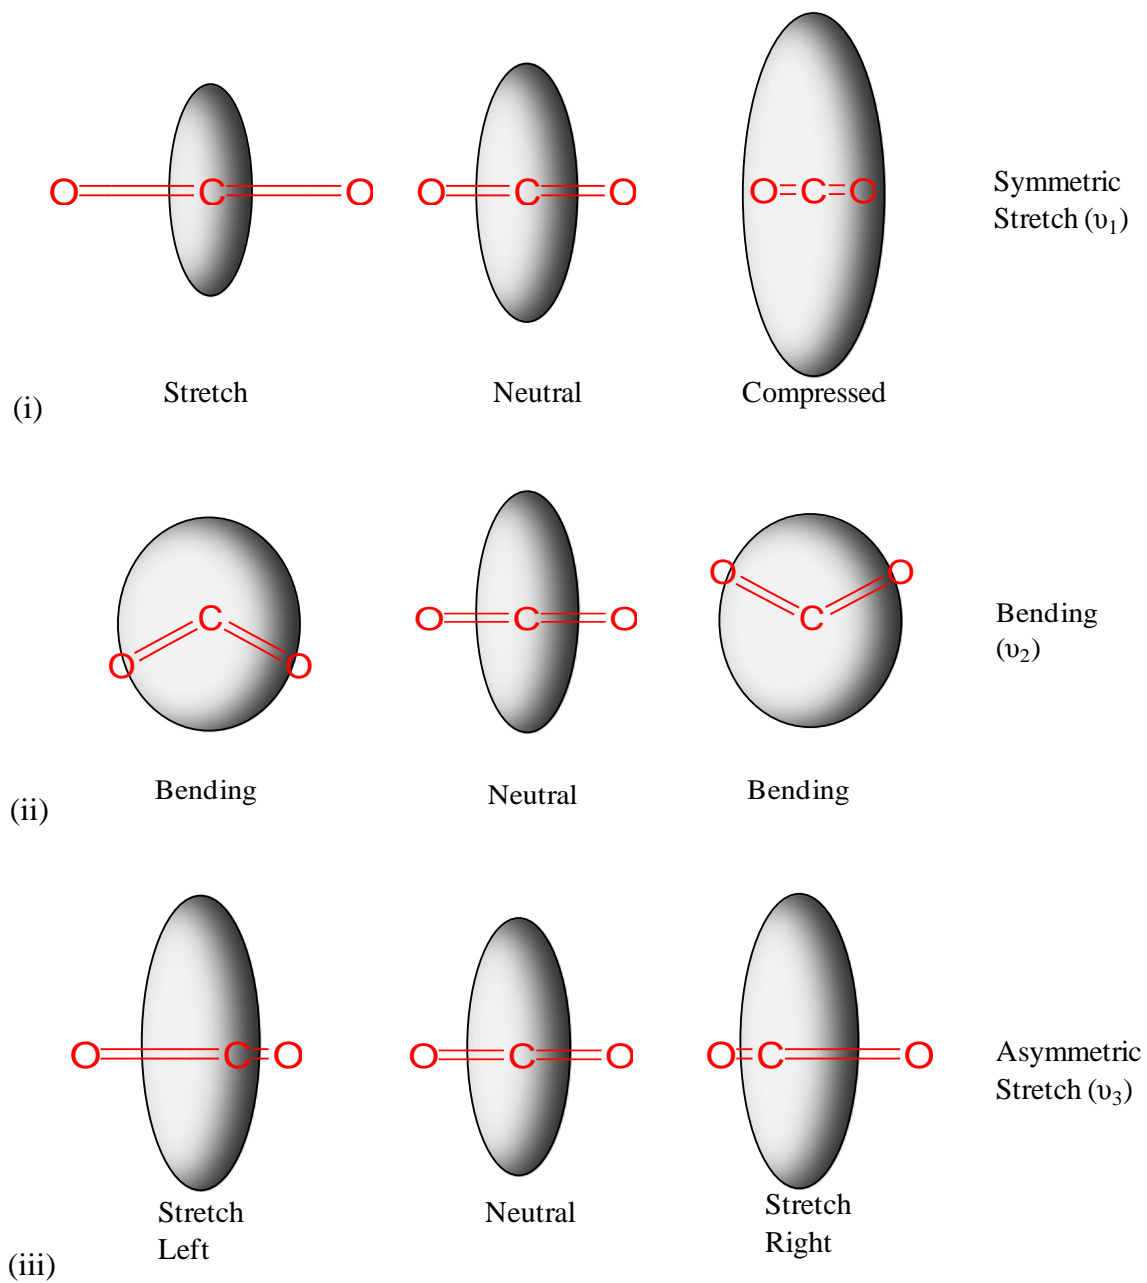 O=C=O
O=C=O
O=C=O
Symmetric
Stretch (υ₁)
Stretch
Neutral
Compressed
(i)
O=C=O
O=C=O
O=C=O
Bending
(υ₂)
Bending
Neutral
Bending
(ii)
O=C=O
O=C=O
O=C=O
Asymmetric
Stretch (υ₃)
Stretch
Left
Neutral
Stretch
Right
(iii)